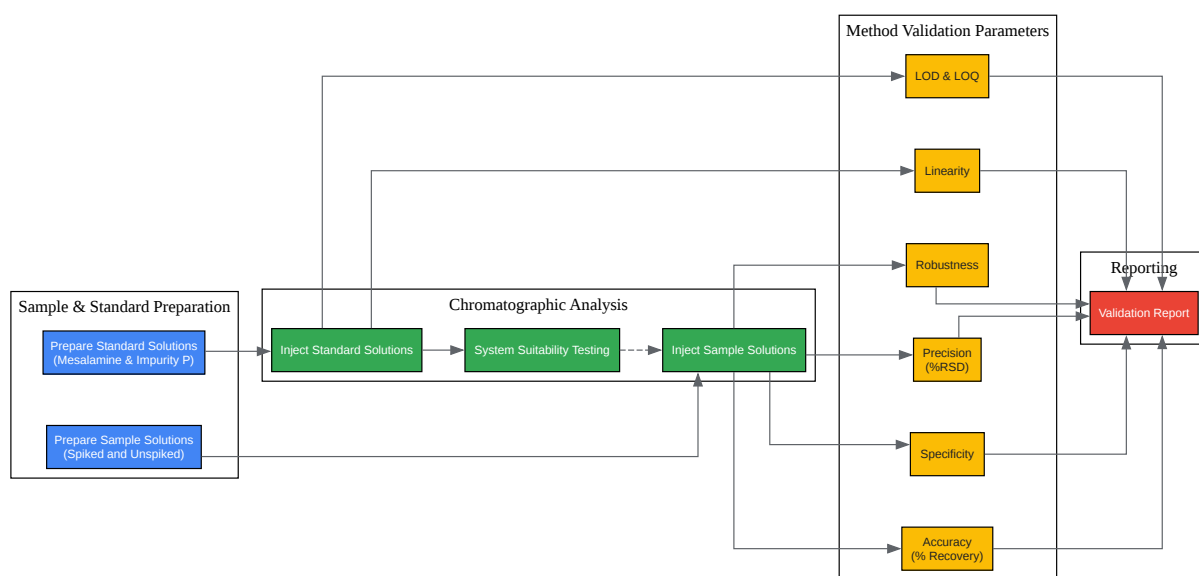 Method Validation Parameters
LOD & LOQ
Linearity
Robustness
Reporting
Sample & Standard Preparation
Chromatographic Analysis
Validation Report
Prepare Standard Solutions
(Mesalamine & Impurity P)
Inject Standard Solutions
System Suitability Testing
Inject Sample Solutions
Precision
(%RSD)
Prepare Sample Solutions
(Spiked and Unspiked)
Specificity
Accuracy
(% Recovery)